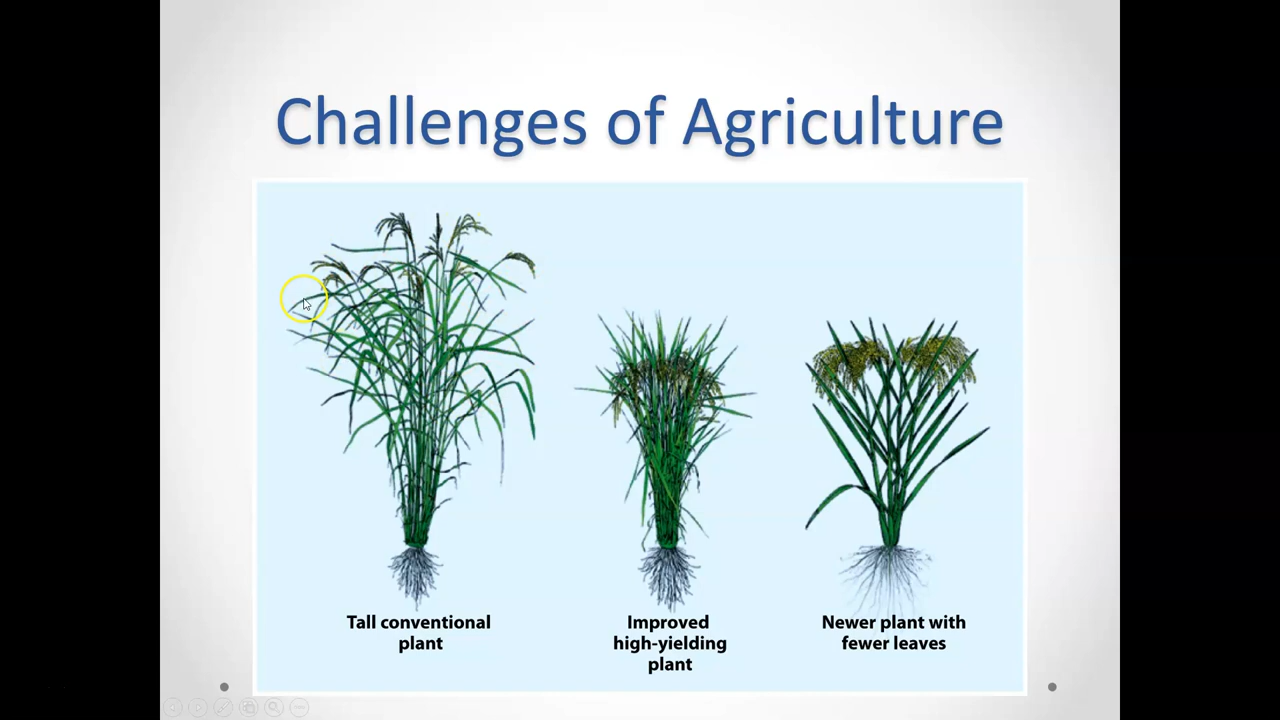 Challenges of Agriculture
Tall conventional
plant
Improved
high-yielding
plant
Newer plant with
fewer leaves